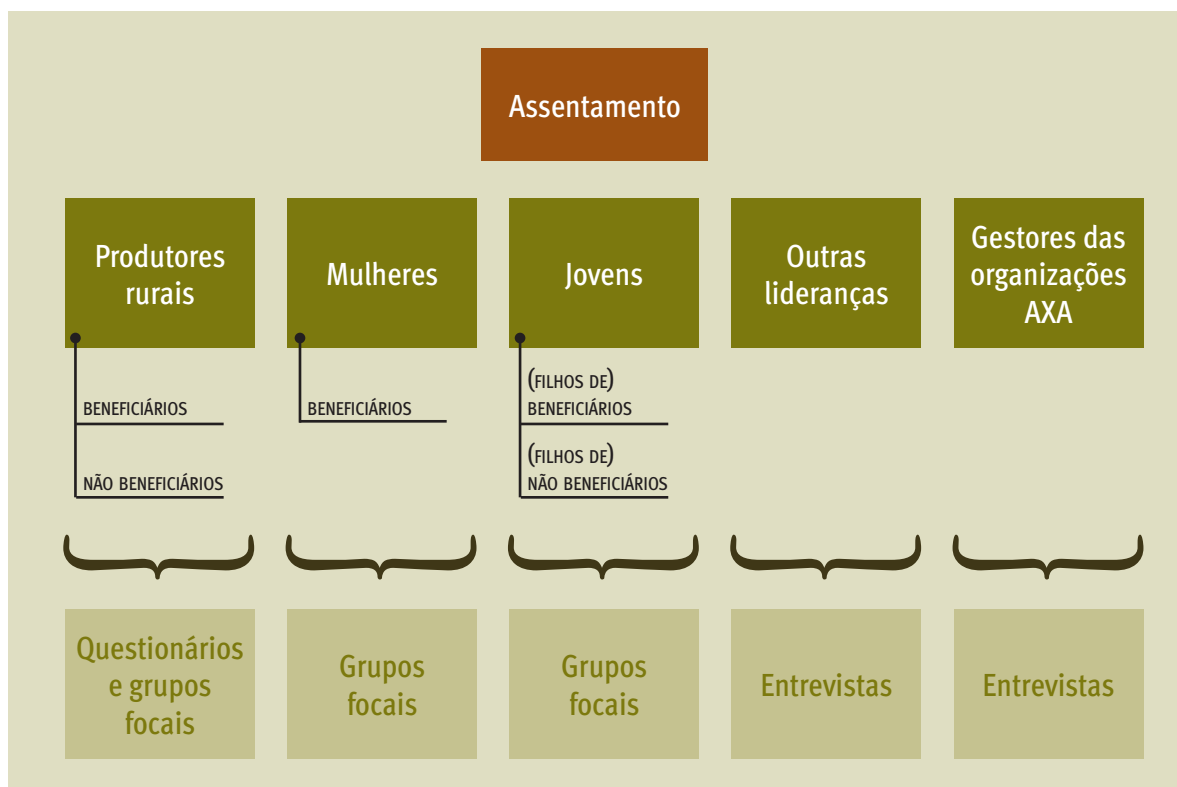 Assentamento
Produtores
rurais
Mulheres
Jovens
Outras
lideranças
Gestores das
organizações
AXA
BENEFICIÁRIOS
NÃO BENEFICIÁRIOS
BENEFICIÁRIOS
(FILHOS DE)
BENEFICIÁRIOS
(FILHOS DE)
NÃO BENEFICIÁRIOS
Questionários
e grupos
focais
Grupos
focais
Grupos
focais
Entrevistas
Entrevistas